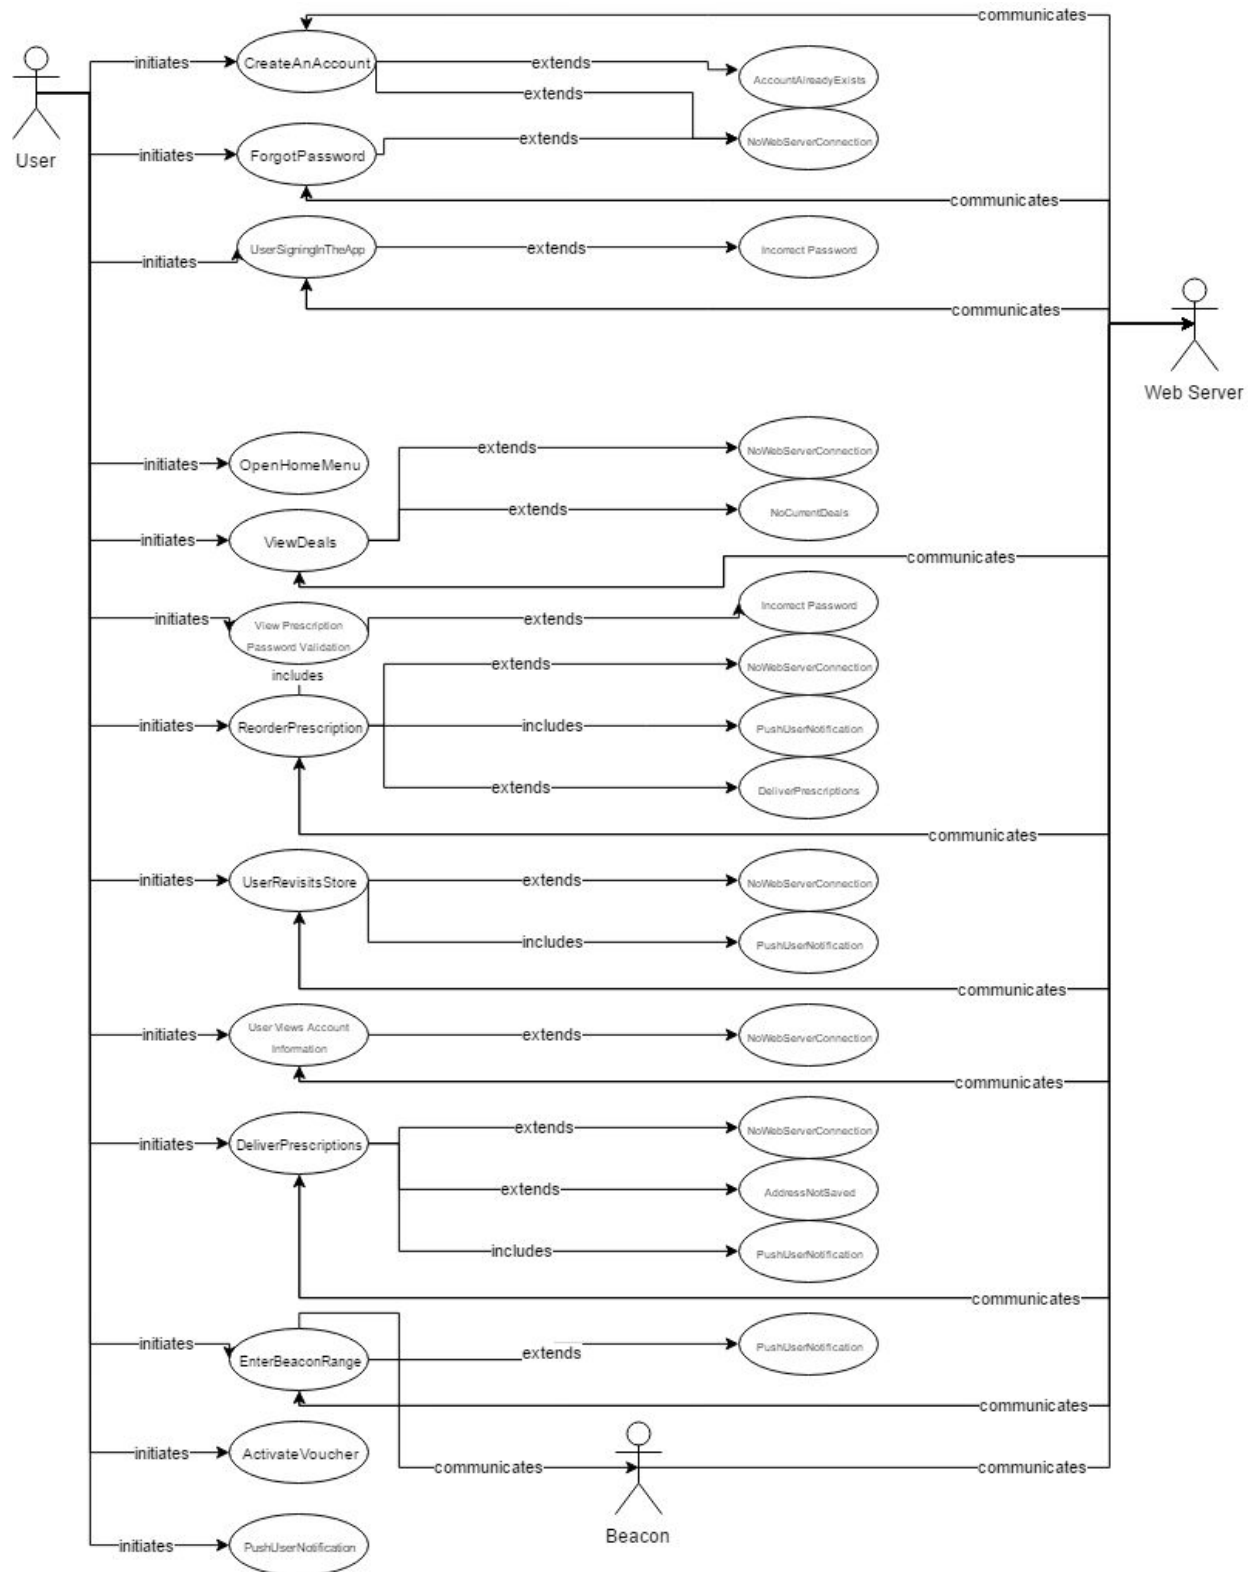 communicates
initiates
CreateAnAccount
extends
AccountAlreadyExists
extends
User
initiates
ForgotPassword
extends
NoWebServerConnection
communicates
initiates
UserSigningInTheApp
extends
Incorrect Password
communicates
Web Server
initiates
OpenHomeMenu
extends
NoWebServerConnection
extends
NoCurrentDeals
initiates
ViewDeals
communicates
initiates
View Prescription
Password Validation
extends
Incorrect Password
includes
extends
NoWebServerConnection
initiates
ReorderPrescription
includes
PushUserNotification
extends
DeliverPrescriptions
communicates
initiates
UserRevisitsStore
extends
NoWebServerConnection
includes
PushUserNotification
communicates
initiates
User Views Account
Information
extends
NoWebServerConnection
communicates
initiates
DeliverPrescriptions
extends
NoWebServerConnection
extends
AddressNotSaved
includes
PushUserNotification
communicates
initiates
EnterBeaconRange
extends
PushUserNotification
communicates
initiates
ActivateVoucher
communicates
communicates
Beacon
initiates
PushUserNotification